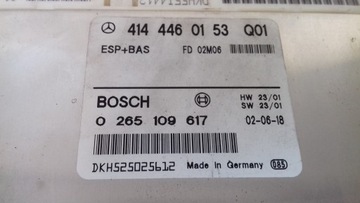 414 446 01 53 Q01
ESP+BAS FD 02M06
BOSCH HW 23/01
SW 23/01
0 265 109 617 02-06-18
DKH525025612 Made in Germany 085